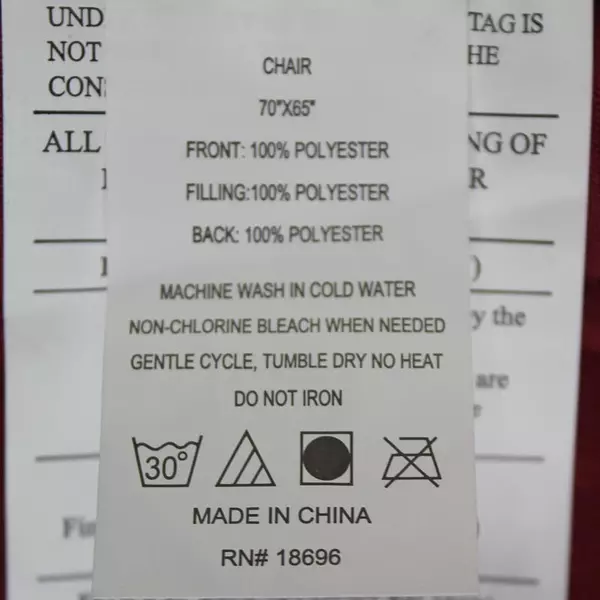 UND
NOT
CON
TAG IS
HE
ALL
NG OF
R
)
y the
are
CHAIR
70"X65"
FRONT: 100% POLYESTER
FILLING:100% POLYESTER
BACK: 100% POLYESTER
MACHINE WASH IN COLD WATER
NON-CHLORINE BLEACH WHEN NEEDED
GENTLE CYCLE, TUMBLE DRY NO HEAT
DO NOT IRON
30°
MADE IN CHINA
RN# 18696